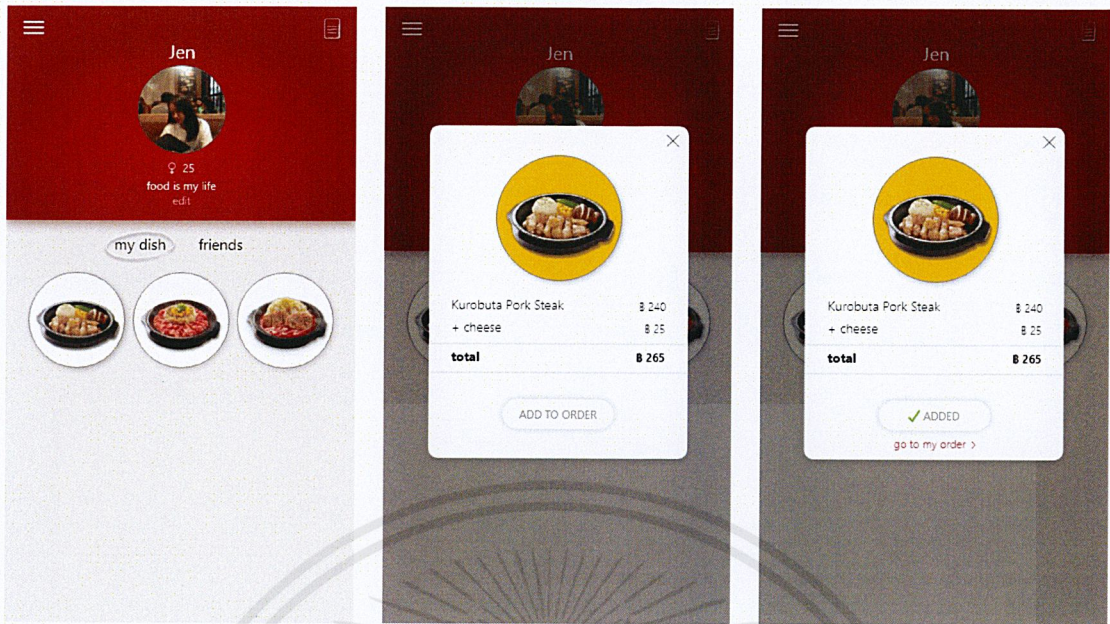 Jen
♀ 25
food is my life
edit
my dish friends
Jen
Kurobuta Pork Steak ฿ 240
+ cheese ฿ 25
total ฿ 265
ADD TO ORDER
Jen
Kurobuta Pork Steak ฿ 240
+ cheese ฿ 25
total ฿ 265
✓ ADDED
go to my order >